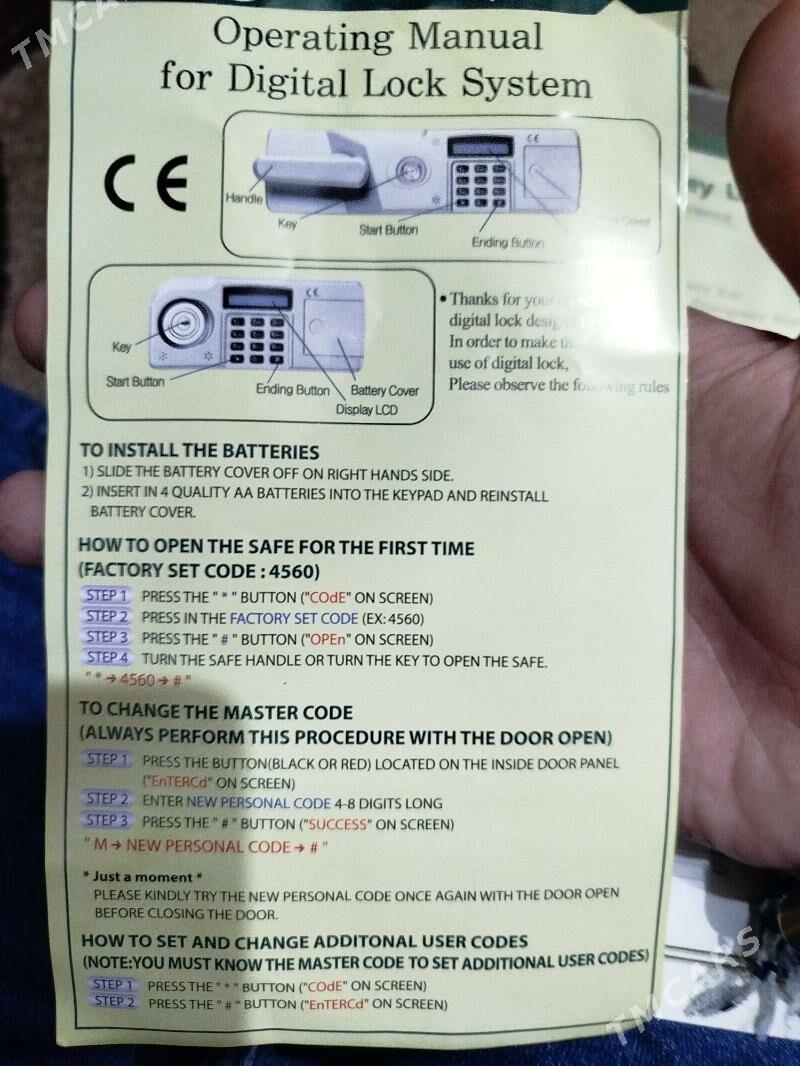 TMCARS
Operating Manual
for Digital Lock System
CE
CE
Handle
Key
Start Button
Ending Button
Cover
CE
Key
Start Button
Ending Button
Battery Cover
Display LCD
• Thanks for your
digital lock
In order to make
use of digital lock,
Please observe the following rules
TO INSTALL THE BATTERIES
1) SLIDE THE BATTERY COVER OFF ON RIGHT HANDS SIDE.
2) INSERT IN 4 QUALITY AA BATTERIES INTO THE KEYPAD AND REINSTALL
BATTERY COVER.
HOW TO OPEN THE SAFE FOR THE FIRST TIME
(FACTORY SET CODE : 4560)
STEP 1 PRESS THE " * " BUTTON ("COdE" ON SCREEN)
STEP 2 PRESS IN THE FACTORY SET CODE (EX: 4560)
STEP 3 PRESS THE " # " BUTTON ("OPEn" ON SCREEN)
STEP 4 TURN THE SAFE HANDLE OR TURN THE KEY TO OPEN THE SAFE.
" * → 4560 → # "
TO CHANGE THE MASTER CODE
(ALWAYS PERFORM THIS PROCEDURE WITH THE DOOR OPEN)
STEP 1 PRESS THE BUTTON(BLACK OR RED) LOCATED ON THE INSIDE DOOR PANEL
("EnTERCd" ON SCREEN)
STEP 2 ENTER NEW PERSONAL CODE 4-8 DIGITS LONG
STEP 3 PRESS THE " # " BUTTON ("SUCCESS" ON SCREEN)
" M → NEW PERSONAL CODE → # "
* Just a moment *
PLEASE KINDLY TRY THE NEW PERSONAL CODE ONCE AGAIN WITH THE DOOR OPEN
BEFORE CLOSING THE DOOR.
HOW TO SET AND CHANGE ADDITONAL USER CODES
(NOTE:YOU MUST KNOW THE MASTER CODE TO SET ADDITIONAL USER CODES)
STEP 1 PRESS THE " * " BUTTON ("COdE" ON SCREEN)
STEP 2 PRESS THE " # " BUTTON ("EnTERCd" ON SCREEN)
TMCARS